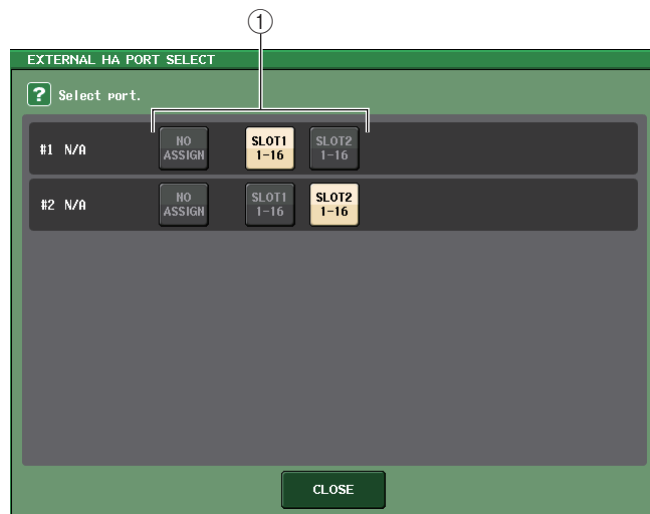 ①
EXTERNAL HA PORT SELECT
? Select port.
#1 N/A NO ASSIGN SLOT1 1-16 SLOT2 1-16
#2 N/A NO ASSIGN SLOT1 1-16 SLOT2 1-16
CLOSE